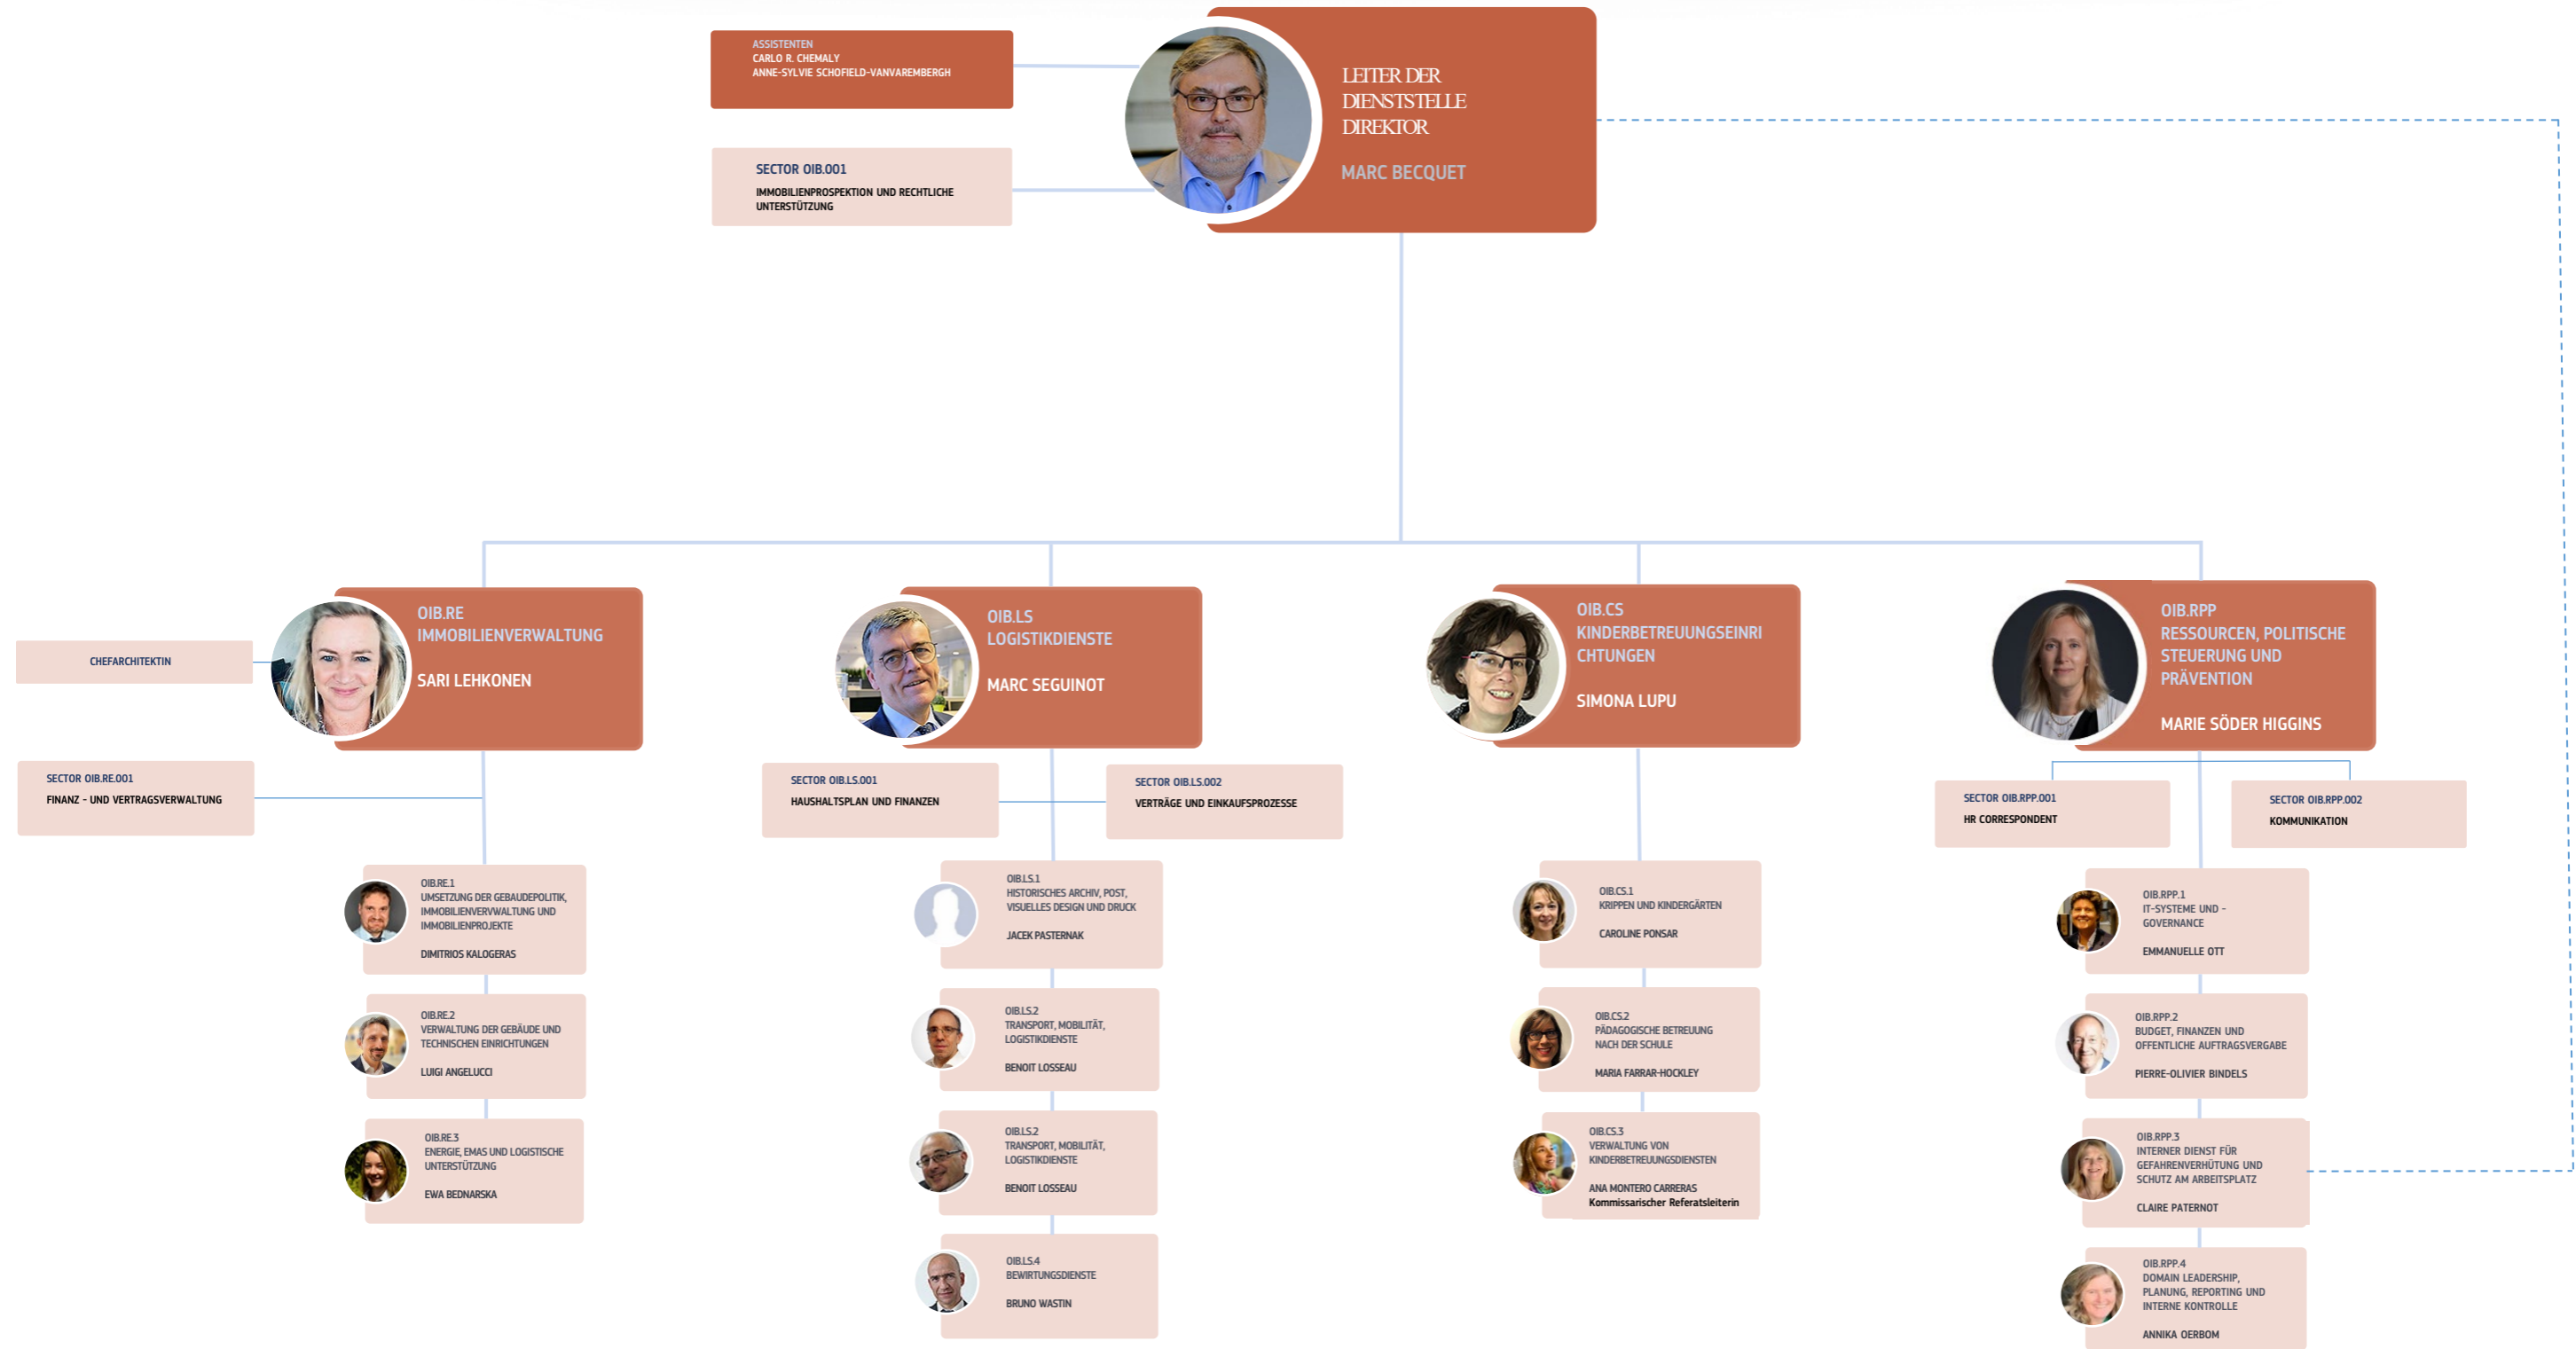 ASSISTENTEN
CARLO R. CHEMALY
ANNE-SYLVIE SCHOFIELD-VANVAREMBERGH
LEITER DER
DIENSTSTELLE
DIREKTOR
MARC BECQUET
SECTOR OIB.001
IMMOBILIENPROSPEKTION UND RECHTLICHE
UNTERSTÜTZUNG
CHEFARCHITEKTIN
OIB.RE
IMMOBILIENVERWALTUNG
SARI LEHKONEN
SECTOR OIB.RE.001
FINANZ - UND VERTRAGSVERWALTUNG
OIB.RE.1
UMSETZUNG DER GEBAUDEPOLITIK,
IMMOBILIENVERVWALTUNG UND
IMMOBILIENPROJEKTE
DIMITRIOS KALOGERAS
OIB.RE.2
VERWALTUNG DER GEBÄUDE UND
TECHNISCHEN EINRICHTUNGEN
LUIGI ANGELUCCI
OIB.RE.3
ENERGIE, EMAS UND LOGISTISCHE
UNTERSTÜTZUNG
EWA BEDNARSKA
OIB.LS
LOGISTIKDIENSTE
MARC SEGUINOT
SECTOR OIB.LS.001
HAUSHALTSPLAN UND FINANZEN
SECTOR OIB.LS.002
VERTRÄGE UND EINKAUFSPROZESSE
OIB.LS.1
HISTORISCHES ARCHIV, POST,
VISUELLES DESIGN UND DRUCK
JACEK PASTERNAK
OIB.LS.2
TRANSPORT, MOBILITÄT,
LOGISTIKDIENSTE
BENOIT LOSSEAU
OIB.LS.2
TRANSPORT, MOBILITÄT,
LOGISTIKDIENSTE
BENOIT LOSSEAU
OIB.LS.4
BEWIRTUNGSDIENSTE
BRUNO WASTIN
OIB.CS
KINDERBETREUUNGSEINRI
CHTUNGEN
SIMONA LUPU
OIB.CS.1
KRIPPEN UND KINDERGÄRTEN
CAROLINE PONSAR
OIB.CS.2
PÄDAGOGISCHE BETREUUNG
NACH DER SCHULE
MARIA FARRAR-HOCKLEY
OIB.CS.3
VERWALTUNG VON
KINDERBETREUUNGSDIENSTEN
ANA MONTERO CARRERAS
Kommissarischer Referatsleiterin
OIB.RPP
RESSOURCEN, POLITISCHE
STEUERUNG UND
PRÄVENTION
MARIE SÖDER HIGGINS
SECTOR OIB.RPP.001
HR CORRESPONDENT
SECTOR OIB.RPP.002
KOMMUNIKATION
OIB.RPP.1
IT-SYSTEME UND -
GOVERNANCE
EMMANUELLE OTT
OIB.RPP.2
BUDGET, FINANZEN UND
OFFENTLICHE AUFTRAGSVERGABE
PIERRE-OLIVIER BINDELS
OIB.RPP.3
INTERNER DIENST FÜR
GEFAHRENVERHÜTUNG UND
SCHUTZ AM ARBEITSPLATZ
CLAIRE PATERNOT
OIB.RPP.4
DOMAIN LEADERSHIP,
PLANUNG, REPORTING UND
INTERNE KONTROLLE
ANNIKA OERBOM